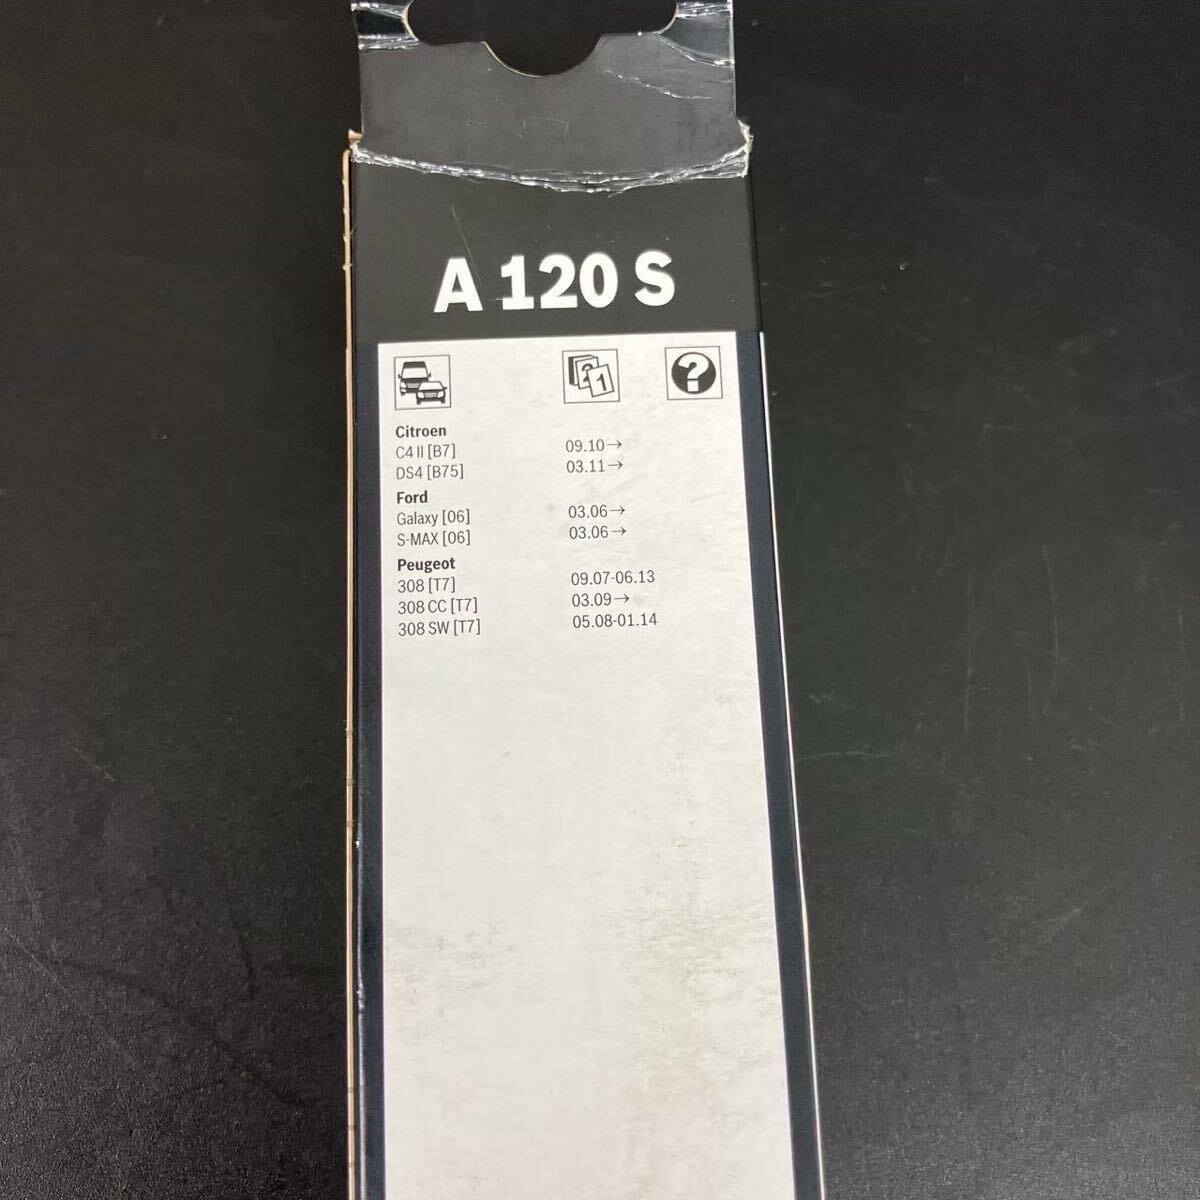 A 120 S
? 1 ?
Citroen
C4 II [B7] 09.10→
DS4 [B75] 03.11→
Ford
Galaxy [06] 03.06→
S-MAX [06] 03.06→
Peugeot
308 [T7] 09.07-06.13
308 CC [T7] 03.09→
308 SW [T7] 05.08-01.14